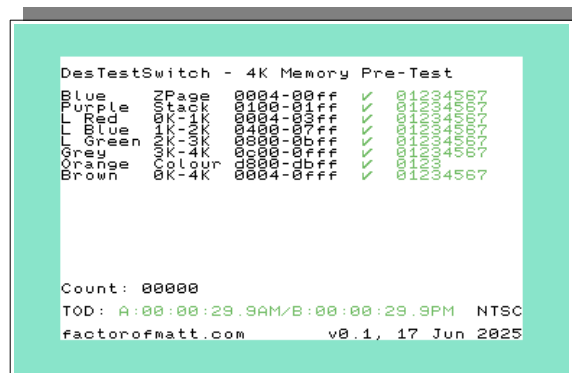 DesTestSwitch - 4K Memory Pre-Test
Blue ZPage 0004-00ff ✓ 01234567
Purple Stack 0100-01ff ✓ 01234567
L Red 0K-1K 0004-03ff ✓ 01234567
L Blue 1K-2K 0400-07ff ✓ 01234567
L Green 2K-3K 0800-0bff ✓ 01234567
Grey 3K-4K 0c00-0fff ✓ 01234567
Orange Colour d800-dbff ✓ 0123
Brown 0K-4K 0004-0fff ✓ 01234567
Count: 00000
TOD: A:00:00:29.9AM/B:00:00:29.9PM NTSC
factorofmatt.com v0.1, 17 Jun 2025